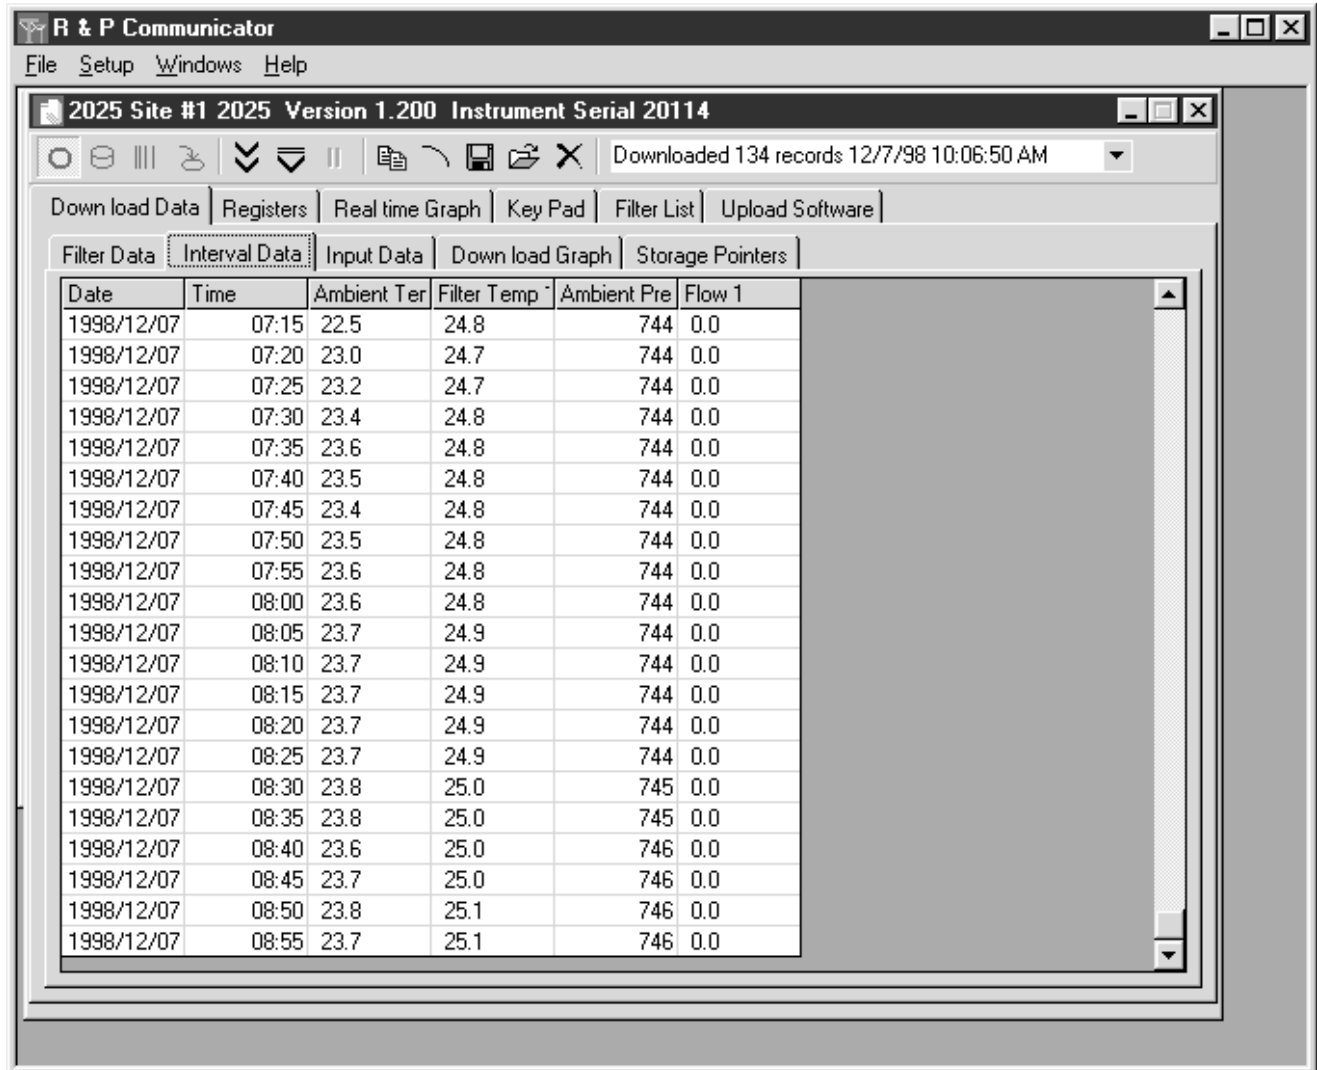 R & P Communicator
File Setup Windows Help
2025 Site #1 2025 Version 1.200 Instrument Serial 20114
Downloaded 134 records 12/7/98 10:06:50 AM
Down load Data Registers Real time Graph Key Pad Filter List Upload Software
Filter Data Interval Data Input Data Down load Graph Storage Pointers
Date Time Ambient Ter Filter Temp Ambient Pre Flow 1
1998/12/07 07:15 22.5 24.8 744 0.0
1998/12/07 07:20 23.0 24.7 744 0.0
1998/12/07 07:25 23.2 24.7 744 0.0
1998/12/07 07:30 23.4 24.8 744 0.0
1998/12/07 07:35 23.6 24.8 744 0.0
1998/12/07 07:40 23.5 24.8 744 0.0
1998/12/07 07:45 23.4 24.8 744 0.0
1998/12/07 07:50 23.5 24.8 744 0.0
1998/12/07 07:55 23.6 24.8 744 0.0
1998/12/07 08:00 23.6 24.8 744 0.0
1998/12/07 08:05 23.7 24.9 744 0.0
1998/12/07 08:10 23.7 24.9 744 0.0
1998/12/07 08:15 23.7 24.9 744 0.0
1998/12/07 08:20 23.7 24.9 744 0.0
1998/12/07 08:25 23.7 24.9 744 0.0
1998/12/07 08:30 23.8 25.0 745 0.0
1998/12/07 08:35 23.8 25.0 745 0.0
1998/12/07 08:40 23.6 25.0 746 0.0
1998/12/07 08:45 23.7 25.0 746 0.0
1998/12/07 08:50 23.8 25.1 746 0.0
1998/12/07 08:55 23.7 25.1 746 0.0